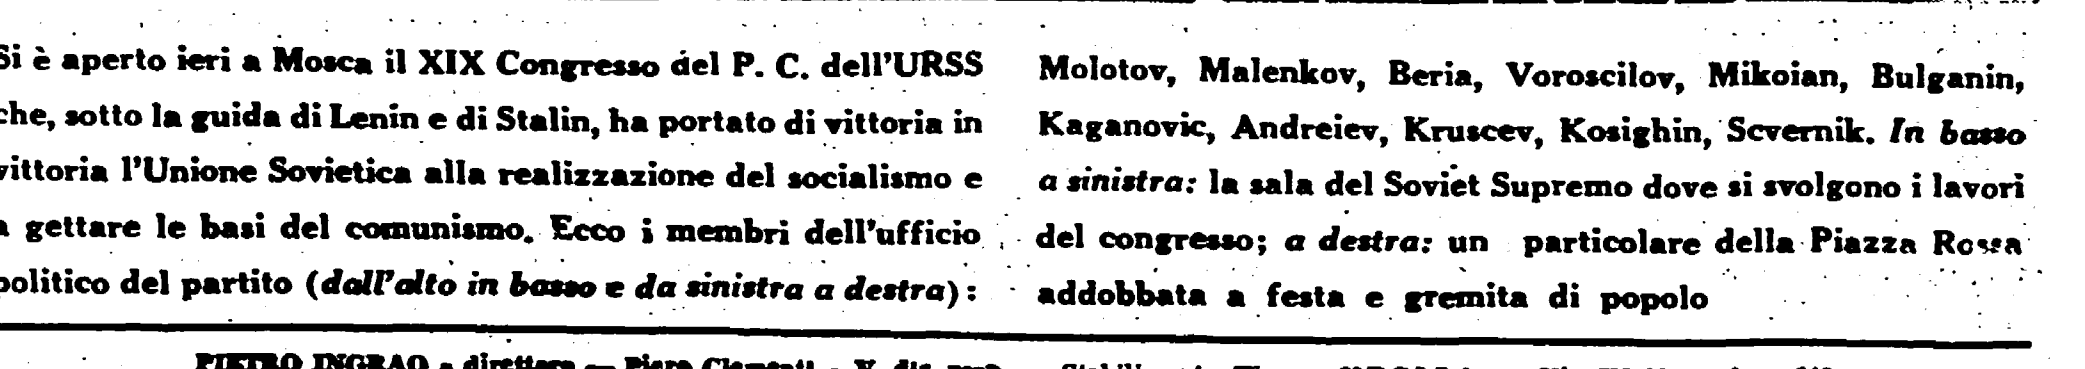 Si è aperto ieri a Mosca il XIX Congresso del P. C. dell'URSS
che, sotto la guida di Lenin e di Stalin, ha portato di vittoria in
vittoria l'Unione Sovietica alla realizzazione del socialismo e
a gettare le basi del comunismo. Ecco i membri dell'ufficio
politico del partito (dall'alto in basso e da sinistra a destra):
Molotov, Malenkov, Beria, Voroscilov, Mikoian, Bulganin,
Kaganovic, Andreiev, Kruscev, Kosighin, Scvernik. In basso
a sinistra: la sala del Soviet Supremo dove si svolgono i lavori
del congresso; a destra: un particolare della Piazza Rossa
addobbata a festa e gremita di popolo
PIETRO INGRAO - direttore — Piero Clementi - V. dir.